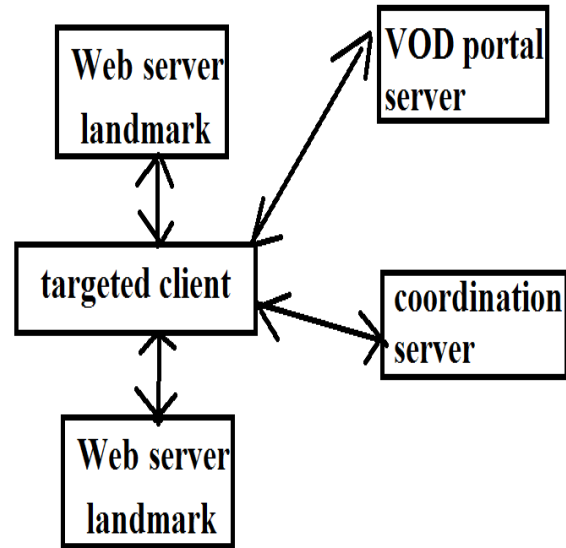 Web server
landmark
VOD portal
server
targeted client
coordination
server
Web server
landmark